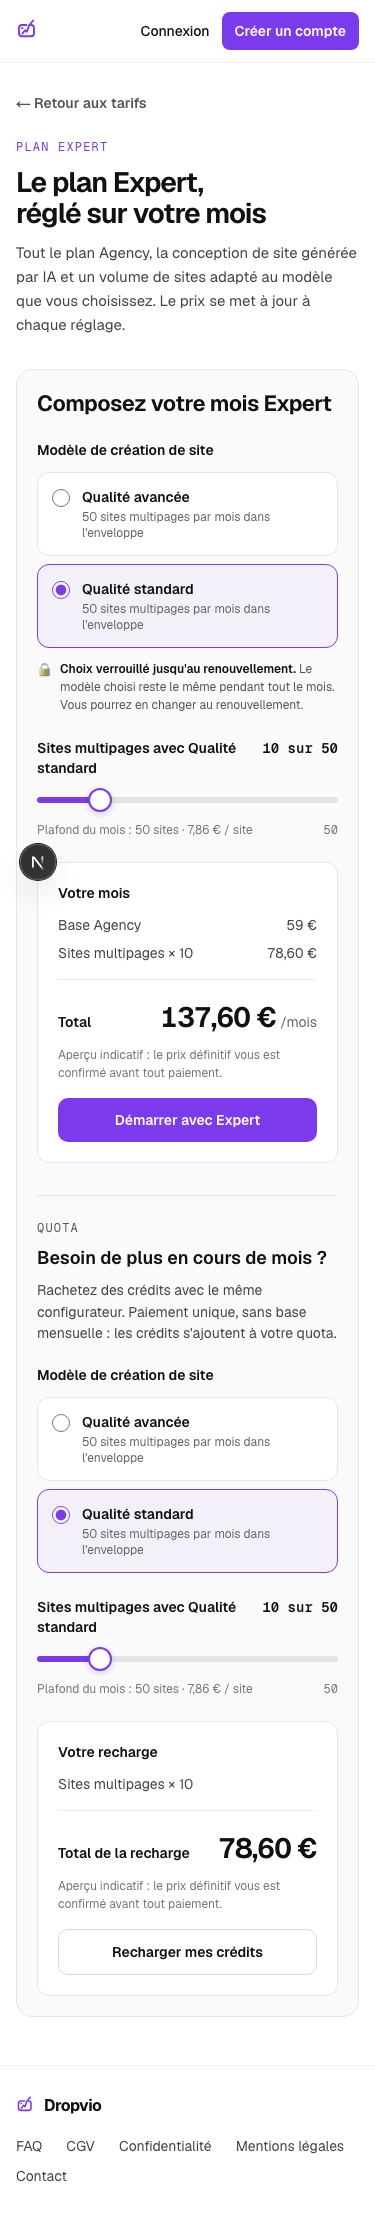 Connexion
Créer un compte
← Retour aux tarifs
PLAN EXPERT
Le plan Expert,
réglé sur votre mois
Tout le plan Agency, la conception de site générée
par IA et un volume de sites adapté au modèle
que vous choisissez. Le prix se met à jour à
chaque réglage.
Composez votre mois Expert
Modèle de création de site
Qualité avancée
50 sites multipages par mois dans
l'enveloppe
Qualité standard
50 sites multipages par mois dans
l'enveloppe
🔒 Choix verrouillé jusqu'au renouvellement. Le
modèle choisi reste le même pendant tout le mois.
Vous pourrez en changer au renouvellement.
Sites multipages avec Qualité 10 sur 50
standard
Plafond du mois : 50 sites · 7,86 € / site 50
N
Votre mois
Base Agency 59 €
Sites multipages × 10 78,60 €
Total 137,60 € /mois
Aperçu indicatif : le prix définitif vous est
confirmé avant tout paiement.
Démarrer avec Expert
QUOTA
Besoin de plus en cours de mois ?
Rachetez des crédits avec le même
configurateur. Paiement unique, sans base
mensuelle : les crédits s'ajoutent à votre quota.
Modèle de création de site
Qualité avancée
50 sites multipages par mois dans
l'enveloppe
Qualité standard
50 sites multipages par mois dans
l'enveloppe
Sites multipages avec Qualité 10 sur 50
standard
Plafond du mois : 50 sites · 7,86 € / site 50
Votre recharge
Sites multipages × 10
Total de la recharge 78,60 €
Aperçu indicatif : le prix définitif vous est
confirmé avant tout paiement.
Recharger mes crédits
Dropvio
FAQ CGV Confidentialité Mentions légales
Contact